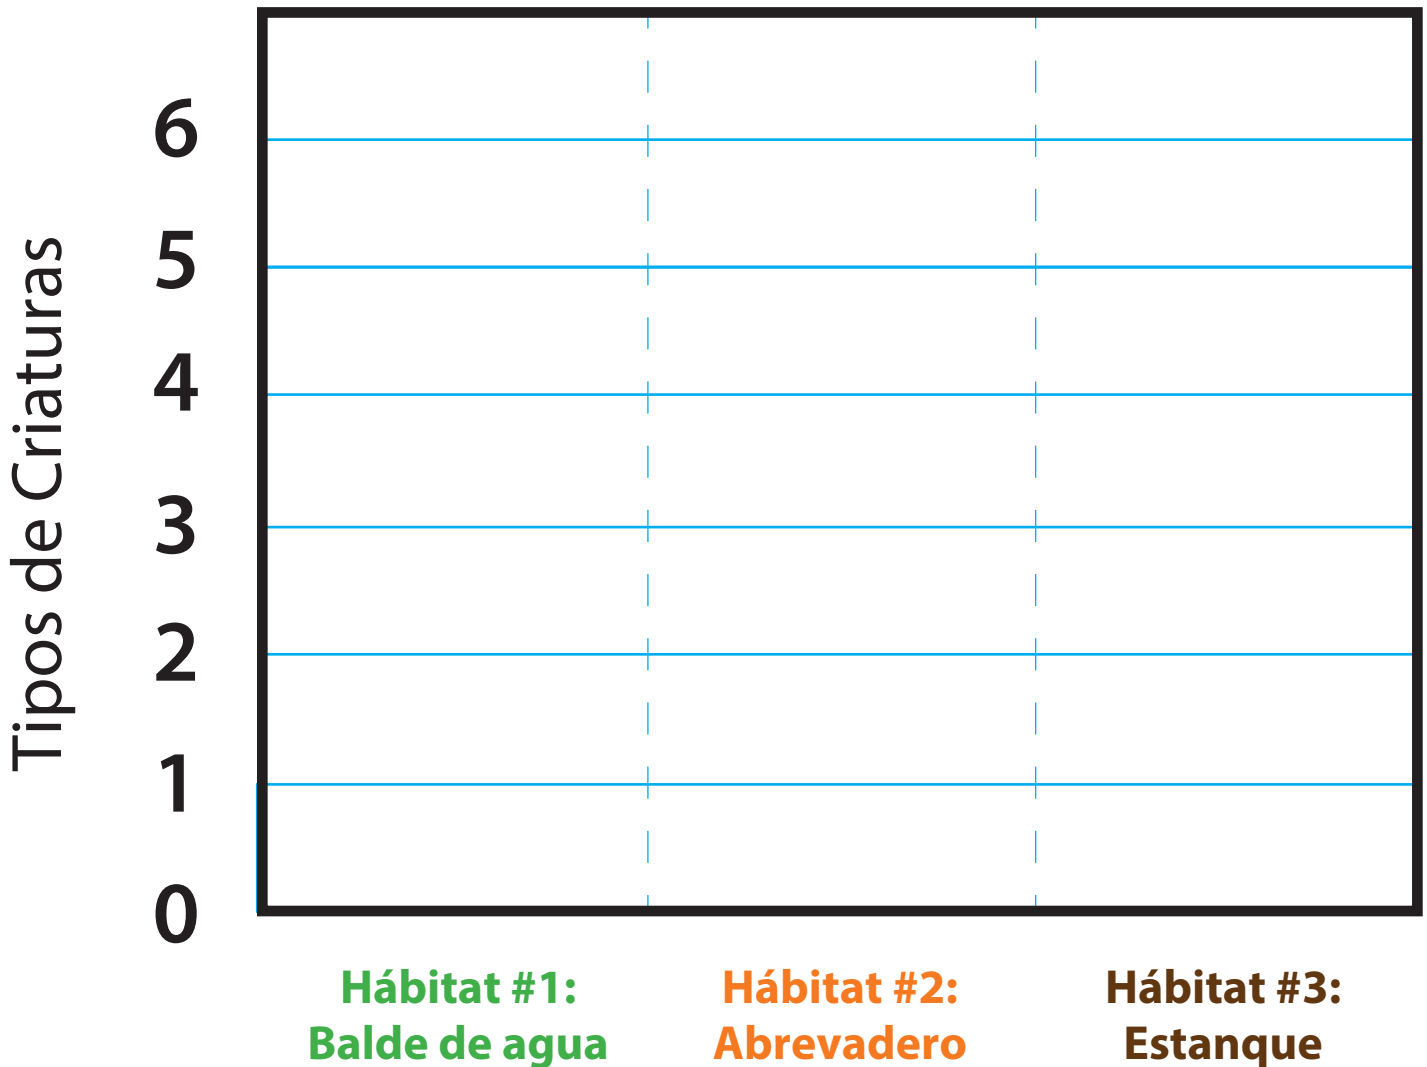 Tipos de Criaturas
6
5
4
3
2
1
0
Hábitat #1:
Balde de agua
Hábitat #2:
Abrevadero
Hábitat #3:
Estanque